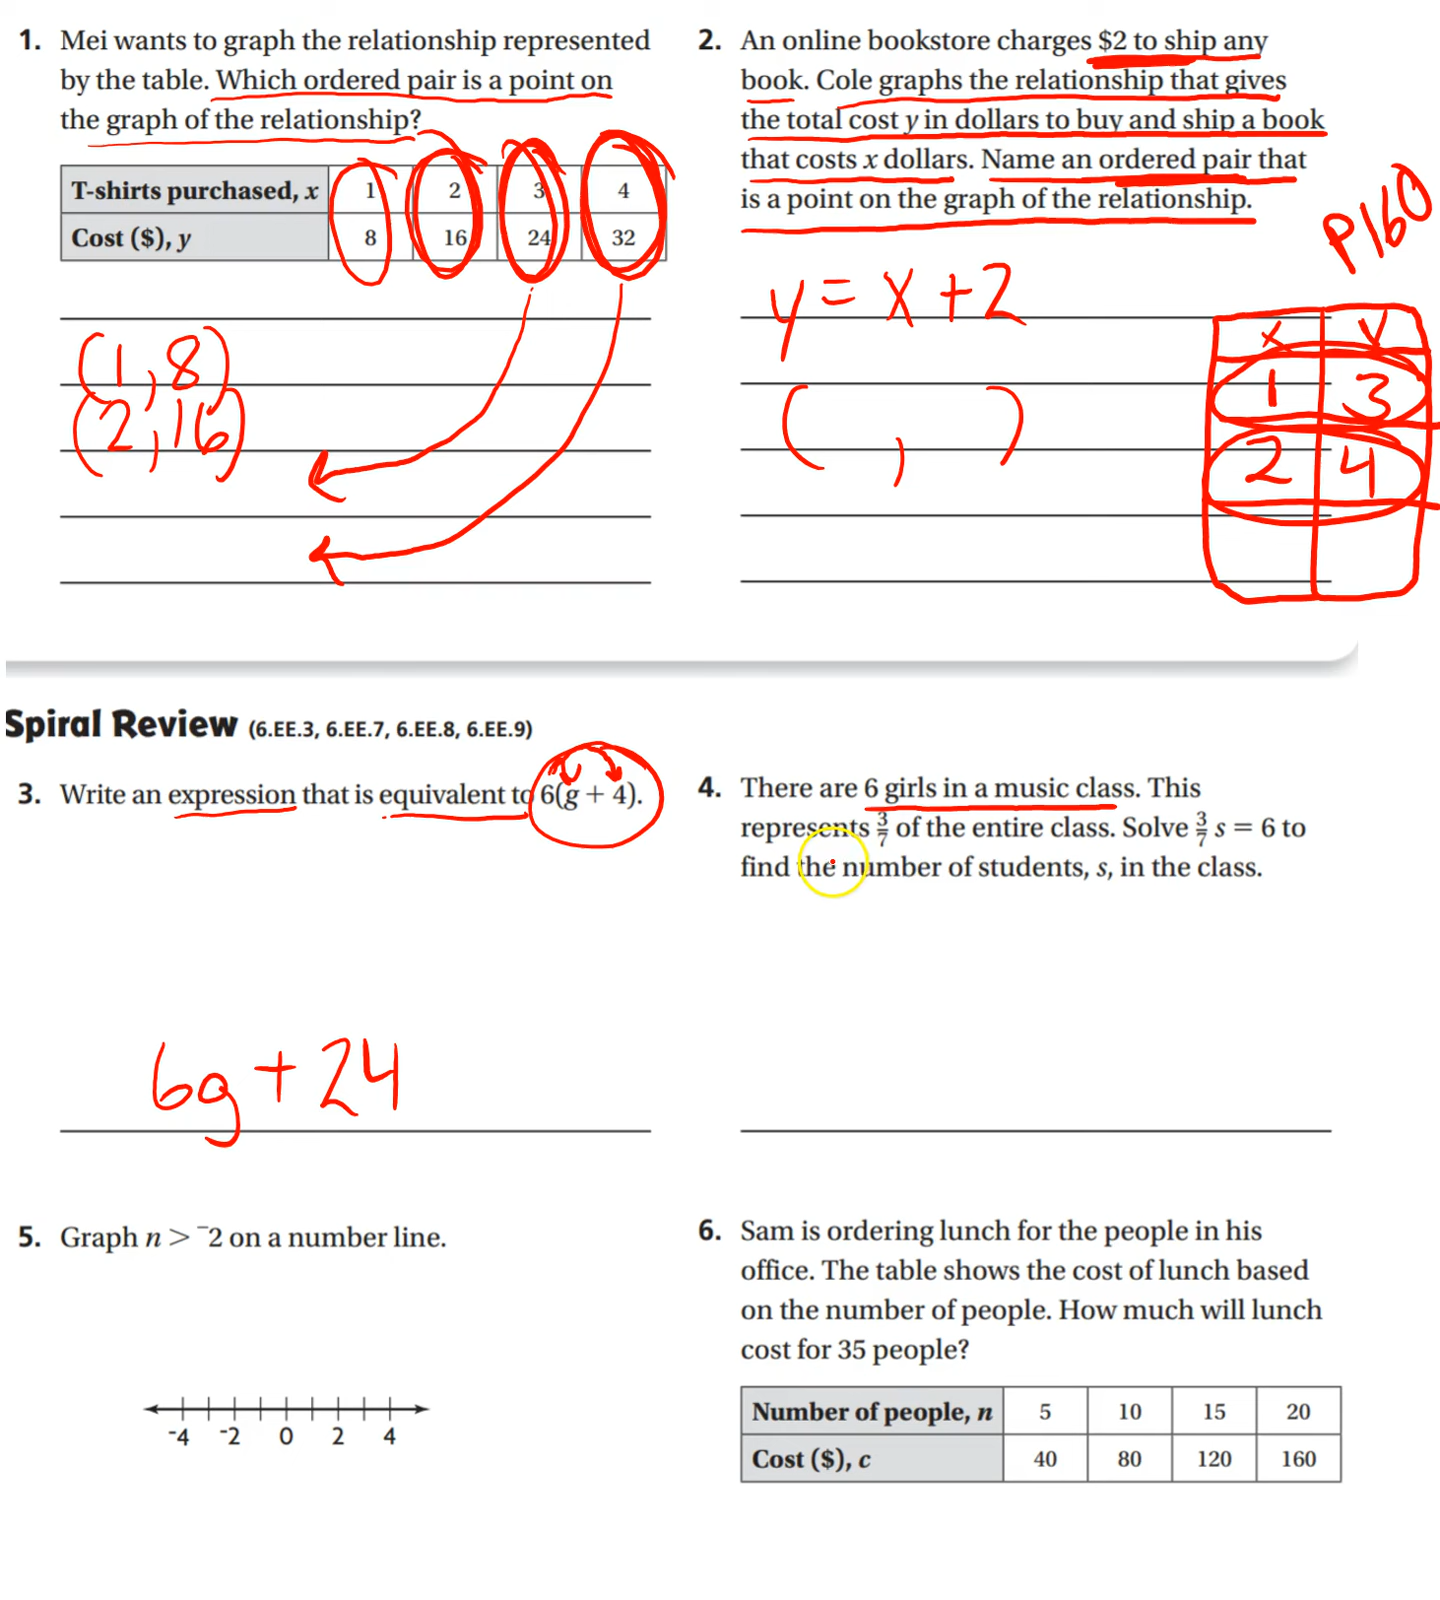 1. Mei wants to graph the relationship represented
by the table. Which ordered pair is a point on
the graph of the relationship?
T-shirts purchased, x 1 2 3 4
Cost ($), y 8 16 24 32
(1,8)
(2,16)
2. An online bookstore charges $2 to ship any
book. Cole graphs the relationship that gives
the total cost y in dollars to buy and ship a book
that costs x dollars. Name an ordered pair that
is a point on the graph of the relationship.
P160
y = x + 2
( , )
x y
1 3
2 4
Spiral Review (6.EE.3, 6.EE.7, 6.EE.8, 6.EE.9)
3. Write an expression that is equivalent to 6(g + 4).
6g + 24
4. There are 6 girls in a music class. This
represents 3/7 of the entire class. Solve 3/7 s = 6 to
find the number of students, s, in the class.
5. Graph n > ⁻2 on a number line.
⁻4 ⁻2 0 2 4
6. Sam is ordering lunch for the people in his
office. The table shows the cost of lunch based
on the number of people. How much will lunch
cost for 35 people?
Number of people, n 5 10 15 20
Cost ($), c 40 80 120 160